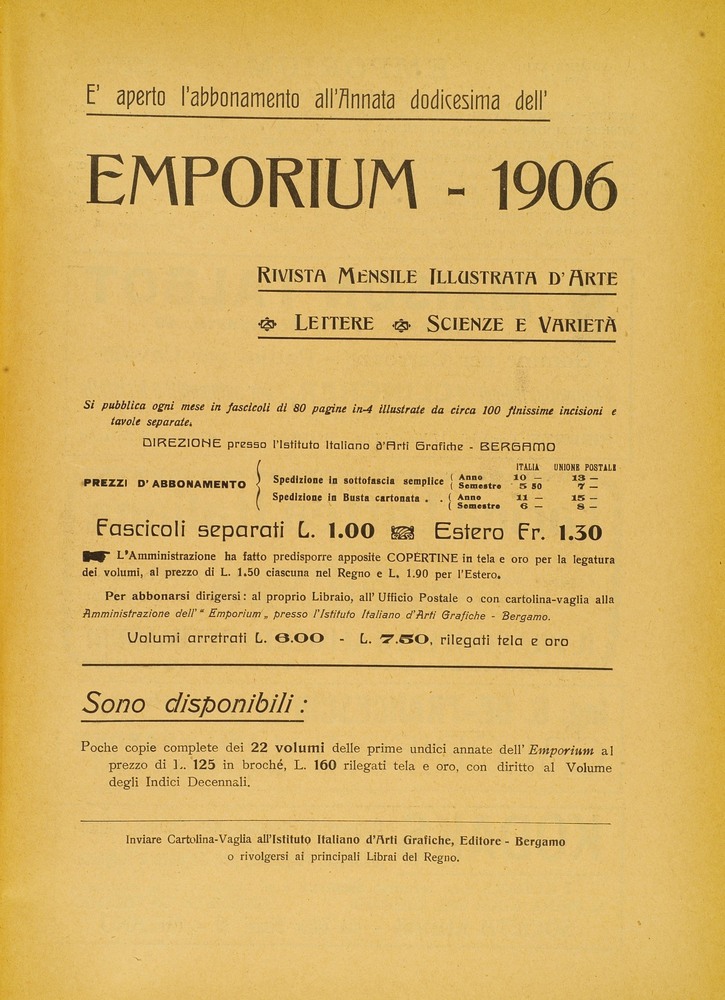 E' aperto l'abbonamento all'Annata dodicesima dell'
EMPORIUM - 1906
RIVISTA MENSILE ILLUSTRATA D'ARTE
LETTERE SCIENZE E VARIETÀ
Si pubblica ogni mese in fascicoli di 80 pagine in-4 illustrate da circa 100 finissime incisioni e
tavole separate.
DIREZIONE presso l'Istituto Italiano d'Arti Grafiche - BERGAMO
ITALIA UNIONE POSTALE
PREZZI D'ABBONAMENTO
Spedizione in sottofascia semplice ( Anno 10 — 13 —
Semestre 5 50 7 —
Spedizione in Busta cartonata . . ( Anno 11 — 15 —
Semestre 6 — 8 —
Fascicoli separati L. 1.00 Estero Fr. 1.30
L'Amministrazione ha fatto predisporre apposite COPERTINE in tela e oro per la legatura
dei volumi, al prezzo di L. 1.50 ciascuna nel Regno e L. 1.90 per l'Estero.
Per abbonarsi dirigersi: al proprio Libraio, all'Ufficio Postale o con cartolina-vaglia alla
Amministrazione dell'“ Emporium „ presso l'Istituto Italiano d'Arti Grafiche - Bergamo.
Volumi arretrati L. 6.00 - L. 7.50, rilegati tela e oro
Sono disponibili :
Poche copie complete dei 22 volumi delle prime undici annate dell' Emporium al
prezzo di L. 125 in broché, L. 160 rilegati tela e oro, con diritto al Volume
degli Indici Decennali.
Inviare Cartolina-Vaglia all'Istituto Italiano d'Arti Grafiche, Editore - Bergamo
o rivolgersi ai principali Librai del Regno.